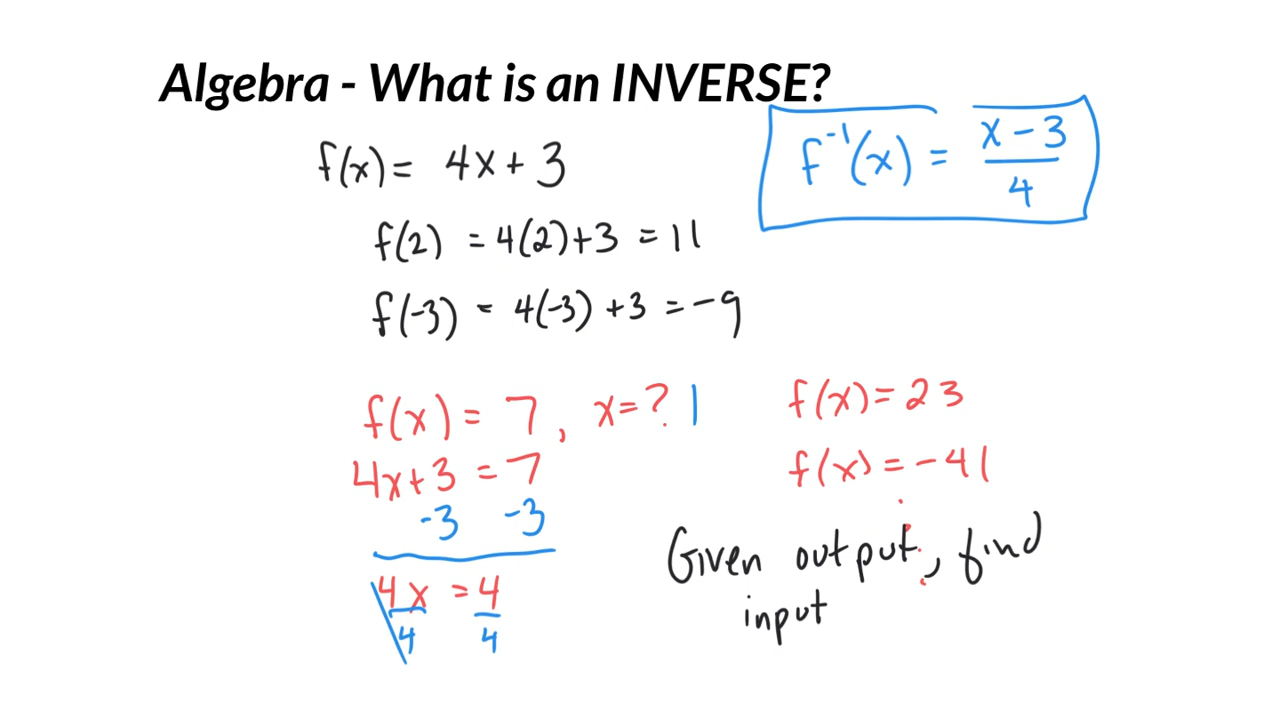 Algebra - What is an INVERSE?
f(x) = 4x + 3
f⁻¹(x) = (x - 3)/4
f(2) = 4(2)+3 = 11
f(-3) = 4(-3) +3 = -9
f(x) = 7, x=? 1
4x+3 = 7
-3 -3
4x/4 = 4/4
f(x) = 23
f(x) = -41
Given output, find
input